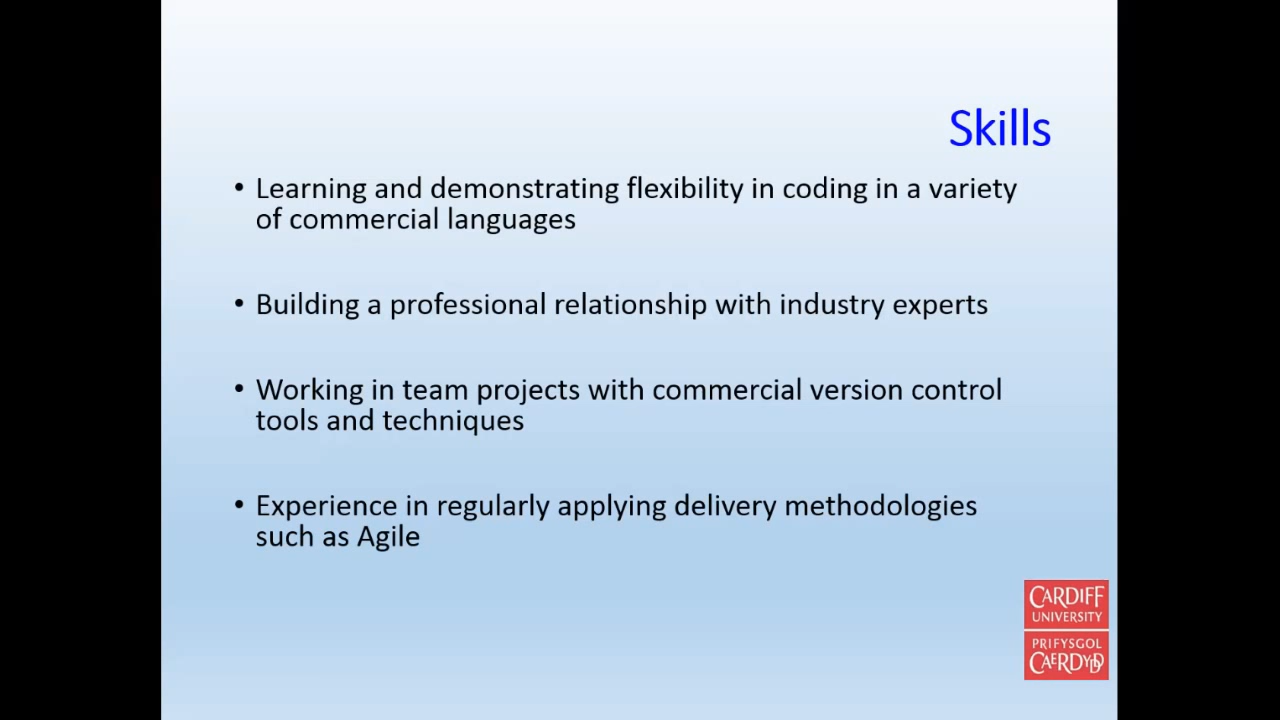 Skills
• Learning and demonstrating flexibility in coding in a variety
of commercial languages
• Building a professional relationship with industry experts
• Working in team projects with commercial version control
tools and techniques
• Experience in regularly applying delivery methodologies
such as Agile
CARDIFF
UNIVERSITY
PRIFYSGOL
CAERDYDD